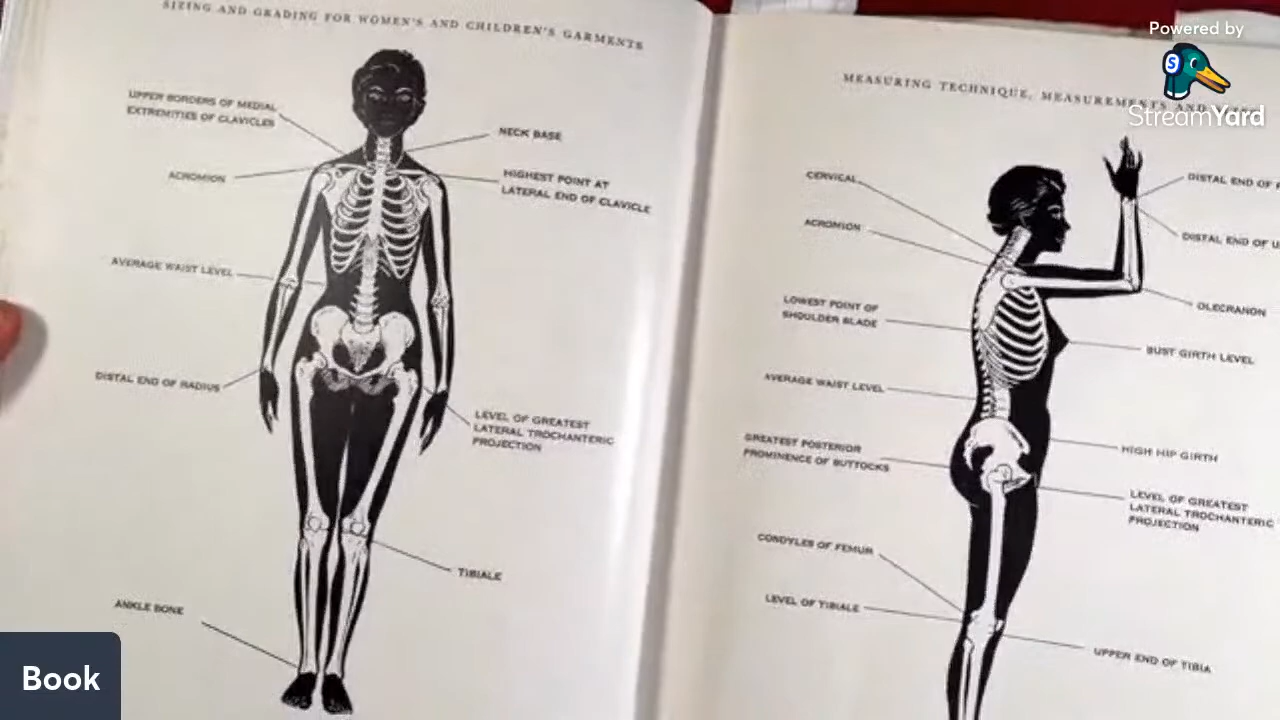 SIZING AND GRADING FOR WOMEN'S AND CHILDREN'S GARMENTS
UPPER BORDERS OF MEDIAL
EXTREMITIES OF CLAVICLES
NECK BASE
ACROMION
HIGHEST POINT AT
LATERAL END OF CLAVICLE
AVERAGE WAIST LEVEL
DISTAL END OF RADIUS
LEVEL OF GREATEST
LATERAL TROCHANTERIC
PROJECTION
TIBIALE
ANKLE BONE
Book
Powered by
StreamYard
MEASURING TECHNIQUE, MEASUREMENTS AND
CERVICAL
DISTAL END OF
ACROMION
DISTAL END OF U
LOWEST POINT OF
SHOULDER BLADE
OLECRANON
BUST GIRTH LEVEL
AVERAGE WAIST LEVEL
GREATEST POSTERIOR
PROMINENCE OF BUTTOCKS
HIGH HIP GIRTH
LEVEL OF GREATEST
LATERAL TROCHANTERIC
PROJECTION
CONDYLES OF FEMUR
LEVEL OF TIBIALE
UPPER END OF TIBIA